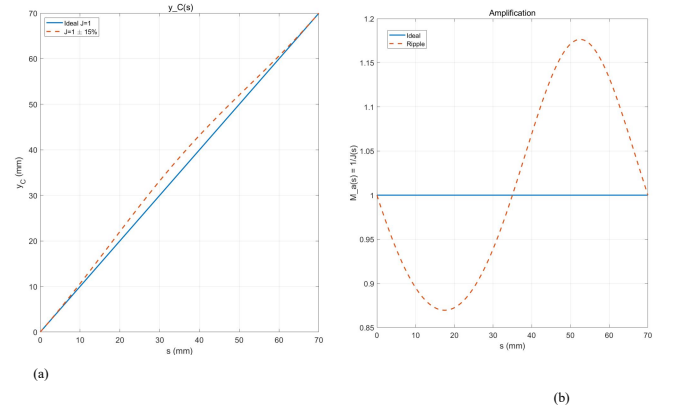 y_C(s)
Ideal J=1
J=1 ± 15%
70
60
50
40
30
20
10
0
y_C (mm)
0 10 20 30 40 50 60 70
s (mm)
(a)
Amplification
Ideal
Ripple
1.2
1.15
1.1
1.05
1
0.95
0.9
0.85
M_a(s) = 1/J(s)
0 10 20 30 40 50 60 70
s (mm)
(b)